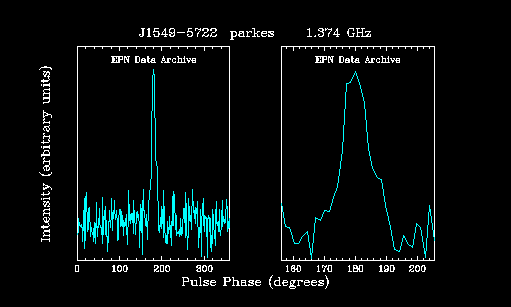 J1549−5722 parkes 1.374 GHz
EPN Data Archive EPN Data Archive
Intensity (arbitrary units)
0 100 200 300 160 170 180 190 200
Pulse Phase (degrees)